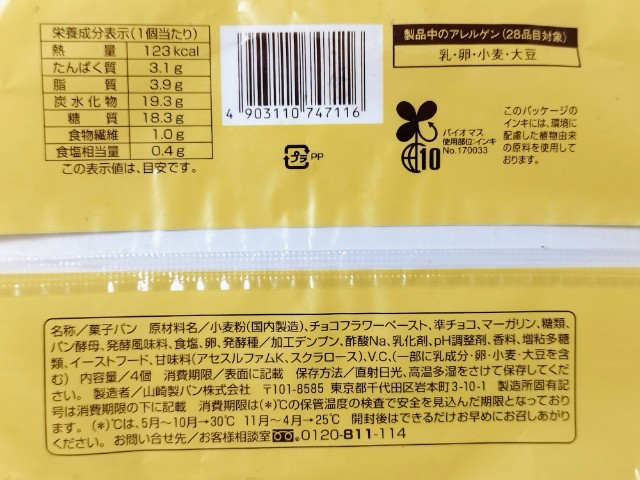 栄養成分表示(1個当たり)
熱量 123kcal
たんぱく質 3.1g
脂質 3.9g
炭水化物 19.3g
糖質 18.3g
食物繊維 1.0g
食塩相当量 0.4g
この表示値は、目安です。
4 903110 747116
プラ PP
製品中のアレルゲン(28品目対象)
乳・卵・小麦・大豆
10
バイオマス
使用部位:インキ
No.170033
このパッケージの
インキには、環境に
配慮した植物由来
の原料を使用して
おります。
名称/菓子パン 原材料名/小麦粉(国内製造)、チョコフラワーペースト、準チョコ、マーガリン、糖類、
パン酵母、発酵風味料、食塩、卵、発酵種/加工デンプン、酢酸Na、乳化剤、pH調整剤、香料、増粘多糖
類、イーストフード、甘味料(アセスルファムK、スクラロース)、V.C、(一部に乳成分・卵・小麦・大豆を含
む) 内容量/4個 消費期限/表面に記載 保存方法/直射日光、高温多湿をさけて保存してくだ
さい。 製造者/山崎製パン株式会社 〒101-8585 東京都千代田区岩本町3-10-1 製造所固有記
号は消費期限の下に記載 消費期限は(*)℃の保管温度の検査で安全を見込んだ期限となっており
ます。(*)℃は、5月〜10月→30℃ 11月〜4月→25℃ 開封後はできるだけお早めにお召しあがり
ください。 お問い合せ先/お客様相談室 0120-811-114